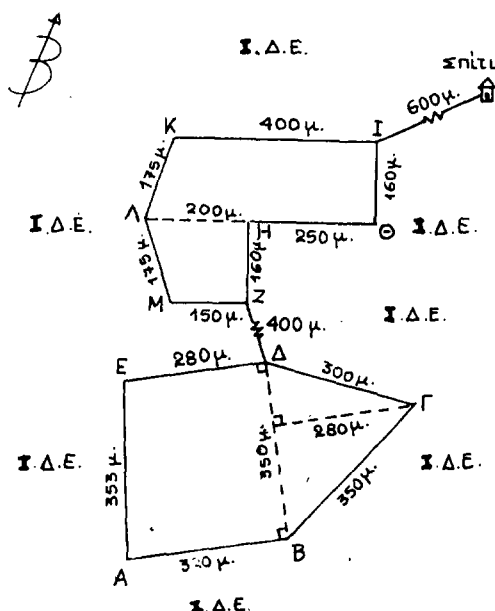 Β
Ι.Δ.Ε.
Σπίτι
600μ.
Κ
400μ.
Ι
175μ.
160μ.
Λ
200μ.
Η
250μ.
Θ
Ι.Δ.Ε.
Ι.Δ.Ε.
175μ.
160μ
Μ
150μ.
Ζ
Ι.Δ.Ε.
400μ.
Ε
280μ.
Δ
300μ.
Γ
280μ.
350μ.
Ι.Δ.Ε.
353μ.
350μ.
Ι.Δ.Ε.
Α
Β
Ι.Δ.Ε.